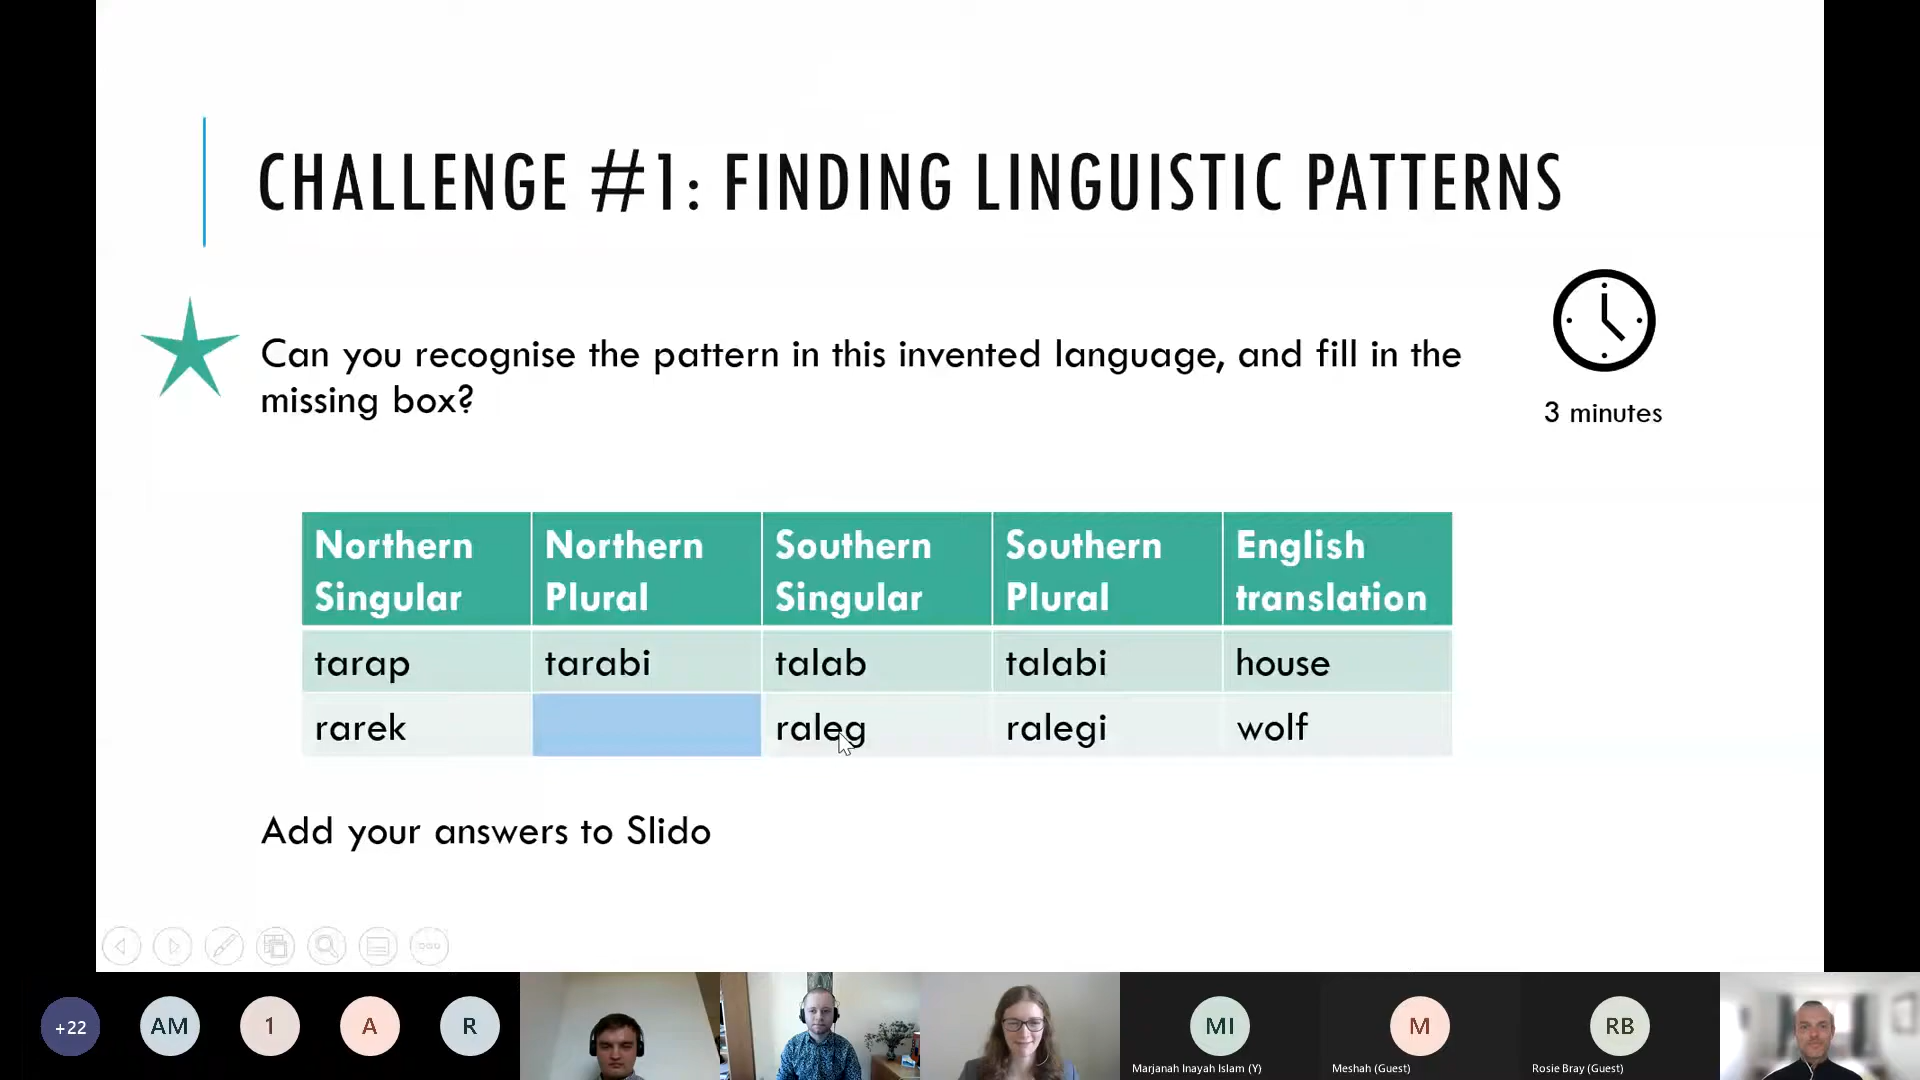 CHALLENGE #1: FINDING LINGUISTIC PATTERNS
Can you recognise the pattern in this invented language, and fill in the
missing box?
3 minutes
Northern Singular Northern Plural Southern Singular Southern Plural English translation
tarap tarabi talab talabi house
rarek raleg ralegi wolf
Add your answers to Slido
+22 AM 1 A R MI M RB
Marjanah Inayah Islam (Y) Meshah (Guest) Rosie Bray (Guest)